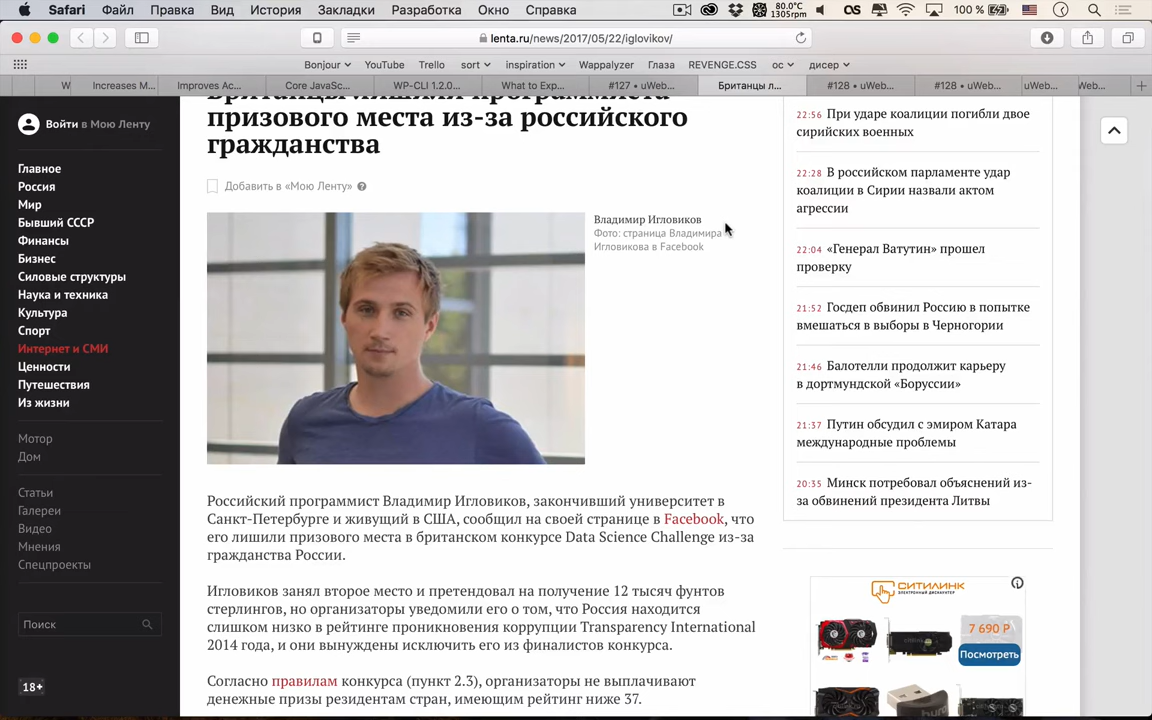 Safari Файл Правка Вид История Закладки Разработка Окно Справка 80.0°C 1305rpm 100 %
lenta.ru/news/2017/05/22/iglovikov/
Bonjour YouTube Trello sort inspiration Wappalyzer Глаза REVENGE.CSS ос дисер
W Increases M... Improves Ac... Core JavaSc... WP-CLI 1.2.0... What to Exp... #127 • uWeb... Британцы л... #128 • uWeb... #128 • uWeb... uWeb... Web...
Войти в Мою Ленту
Главное
Россия
Мир
Бывший СССР
Финансы
Бизнес
Силовые структуры
Наука и техника
Культура
Спорт
Интернет и СМИ
Ценности
Путешествия
Из жизни
Мотор
Дом
Статьи
Галереи
Видео
Мнения
Спецпроекты
Поиск
18+
Британцы лишили программиста
призового места из-за российского
гражданства
Добавить в «Мою Ленту» ?
Владимир Игловиков
Фото: страница Владимира
Игловикова в Facebook
Российский программист Владимир Игловиков, закончивший университет в
Санкт-Петербурге и живущий в США, сообщил на своей странице в Facebook, что
его лишили призового места в британском конкурсе Data Science Challenge из-за
гражданства России.
Игловиков занял второе место и претендовал на получение 12 тысяч фунтов
стерлингов, но организаторы уведомили его о том, что Россия находится
слишком низко в рейтинге проникновения коррупции Transparency International
2014 года, и они вынуждены исключить его из финалистов конкурса.
Согласно правилам конкурса (пункт 2.3), организаторы не выплачивают
денежные призы резидентам стран, имеющим рейтинг ниже 37.
22:56 При ударе коалиции погибли двое
сирийских военных
22:28 В российском парламенте удар
коалиции в Сирии назвали актом
агрессии
22:04 «Генерал Ватутин» прошел
проверку
21:52 Госдеп обвинил Россию в попытке
вмешаться в выборы в Черногории
21:46 Балотелли продолжит карьеру
в дортмундской «Боруссии»
21:37 Путин обсудил с эмиром Катара
международные проблемы
20:35 Минск потребовал объяснений из-
за обвинений президента Литвы
СИТИЛИНК
ЭЛЕКТРОННЫЙ ДИСКАУНТЕР
7 690 Р
Посмотреть